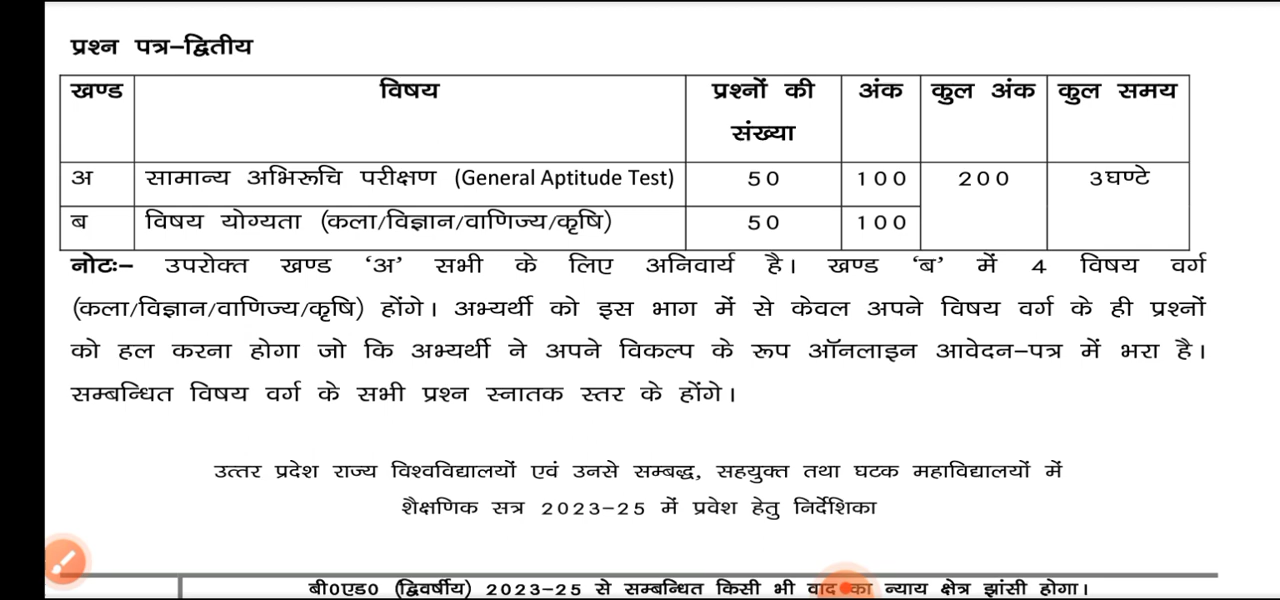 प्रश्न पत्र–द्वितीय
खण्ड विषय प्रश्नों की संख्या अंक कुल अंक कुल समय
अ सामान्य अभिरूचि परीक्षण (General Aptitude Test) 50 100 200 3घण्टे
ब विषय योग्यता (कला/विज्ञान/वाणिज्य/कृषि) 50 100
नोटः– उपरोक्त खण्ड ‘अ’ सभी के लिए अनिवार्य है। खण्ड ‘ब’ में 4 विषय वर्ग
(कला/विज्ञान/वाणिज्य/कृषि) होंगे। अभ्यर्थी को इस भाग में से केवल अपने विषय वर्ग के ही प्रश्नों
को हल करना होगा जो कि अभ्यर्थी ने अपने विकल्प के रूप ऑनलाइन आवेदन–पत्र में भरा है।
सम्बन्धित विषय वर्ग के सभी प्रश्न स्नातक स्तर के होंगे।
उत्तर प्रदेश राज्य विश्वविद्यालयों एवं उनसे सम्बद्ध, सहयुक्त तथा घटक महाविद्यालयों में
शैक्षणिक सत्र 2023–25 में प्रवेश हेतु निर्देशिका
बी0एड0 (द्विवर्षीय) 2023–25 से सम्बन्धित किसी भी वाद का न्याय क्षेत्र झांसी होगा।